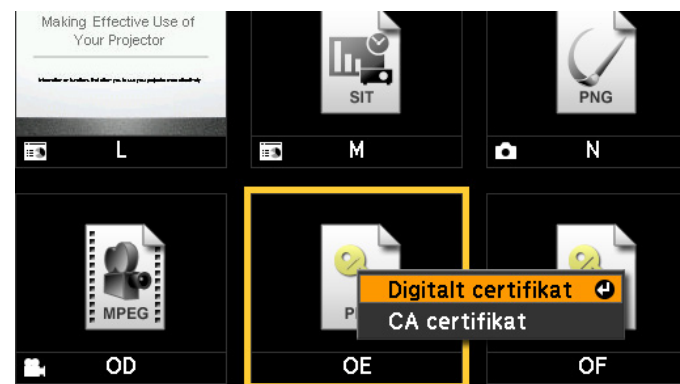 Making Effective Use of
Your Projector
SIT
PNG
L
M
N
MPEG
Digitalt certifikat
CA certifikat
OD
OE
OF